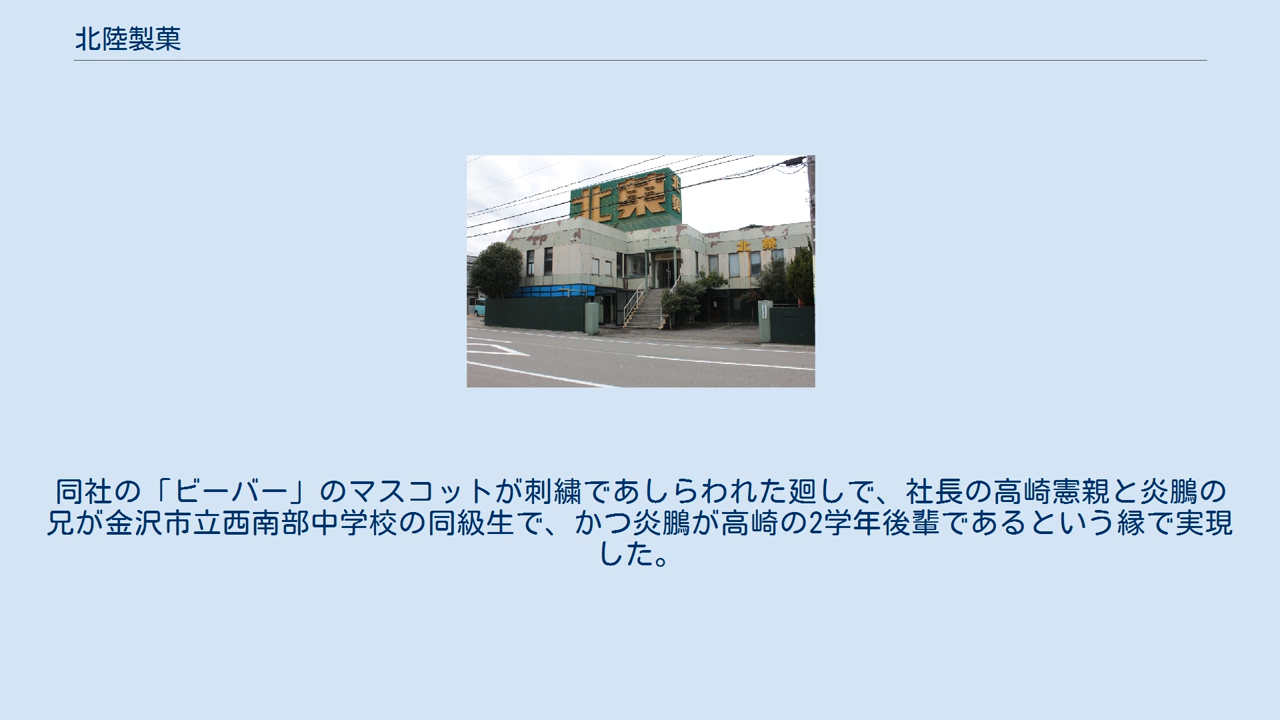 北陸製菓
北菓
北菓
北菓
同社の「ビーバー」のマスコットが刺繍であしらわれた廻しで、社長の高崎憲親と炎鵬の
兄が金沢市立西南部中学校の同級生で、かつ炎鵬が高崎の2学年後輩であるという縁で実現
した。